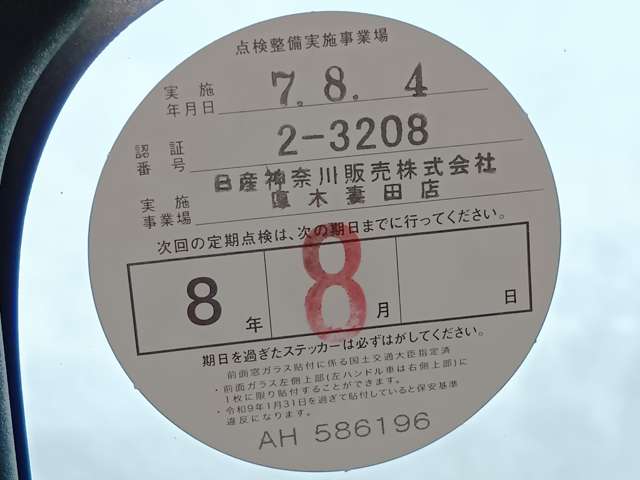 点検整備実施事業場
実施年月日 7. 8. 4
認証番号 2-3208
実施事業場 日産神奈川販売株式会社
厚木妻田店
次回の定期点検は、次の期日までに行ってください。
8年 8月 日
期日を過ぎたステッカーは必ずはがしてください。
前面窓ガラス貼付に係る国土交通大臣指定済
・前面ガラス左側上部(左ハンドル車は右側上部)に
1枚に限り貼付することができます。
・令和9年1月31日を過ぎて貼付していると保安基準
違反になります。
AH 586196